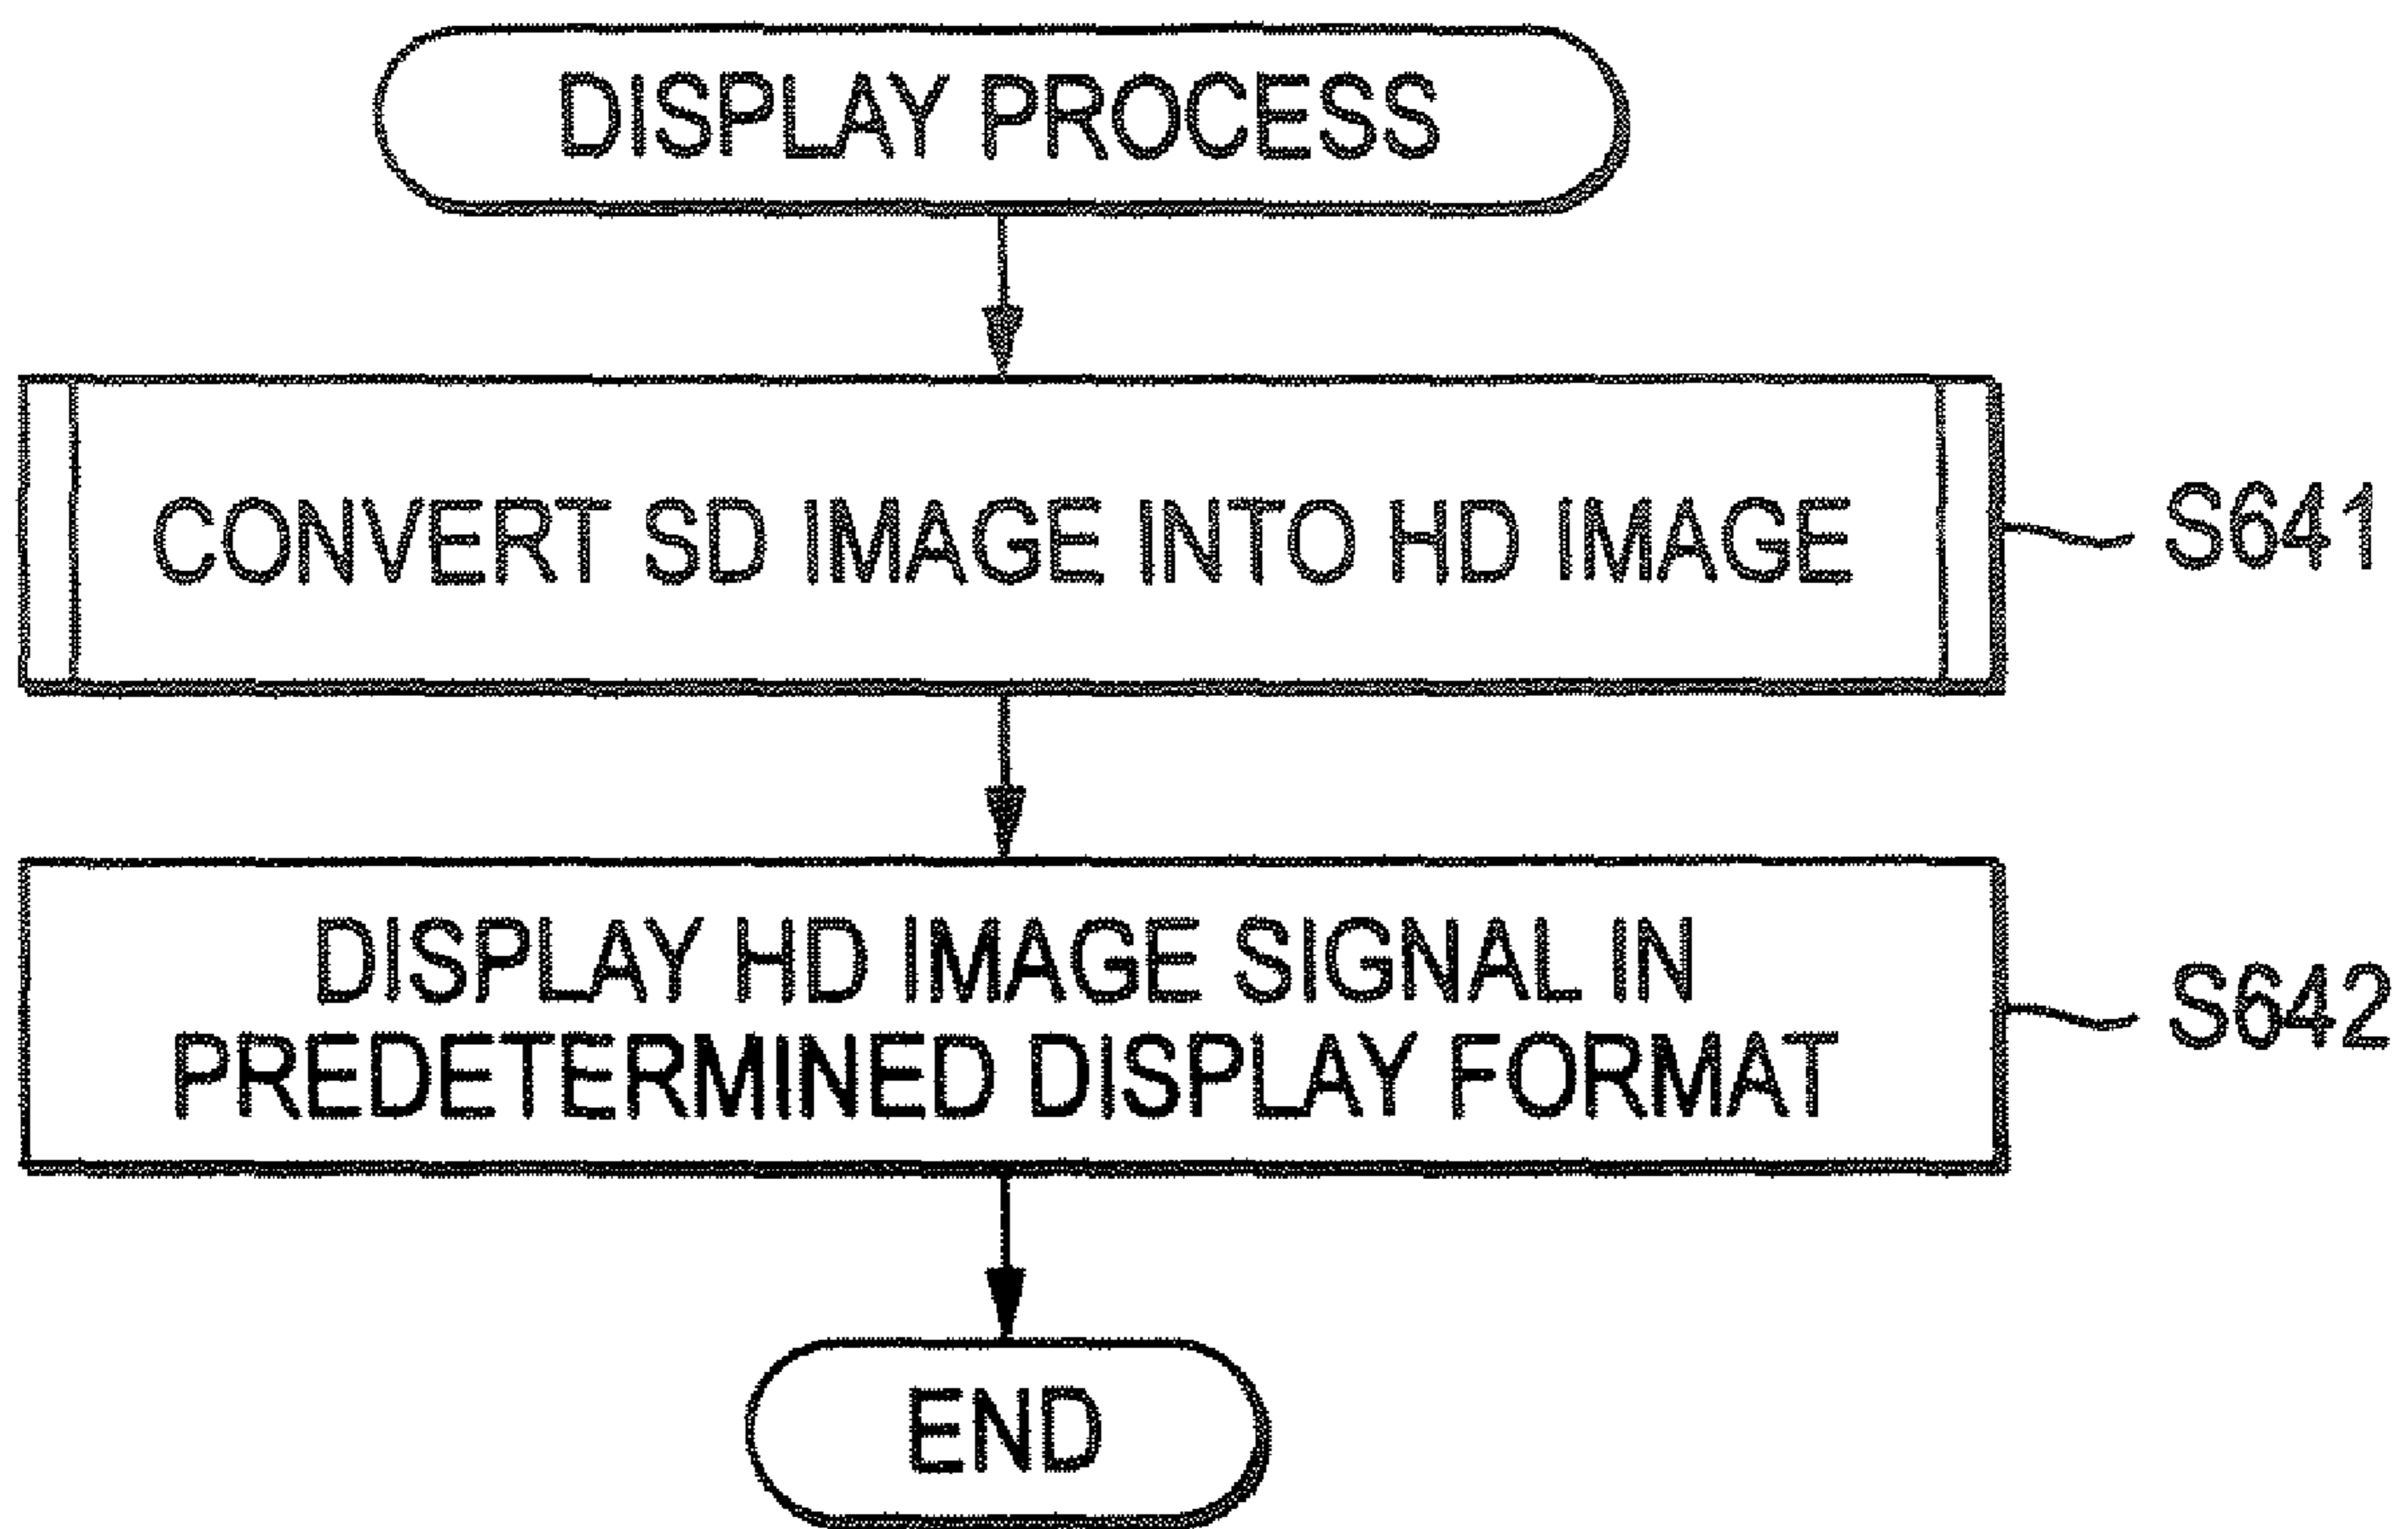 DISPLAY PROCESS
CONVERT SD IMAGE INTO HD IMAGE
S641
DISPLAY HD IMAGE SIGNAL IN
PREDETERMINED DISPLAY FORMAT
S642
END